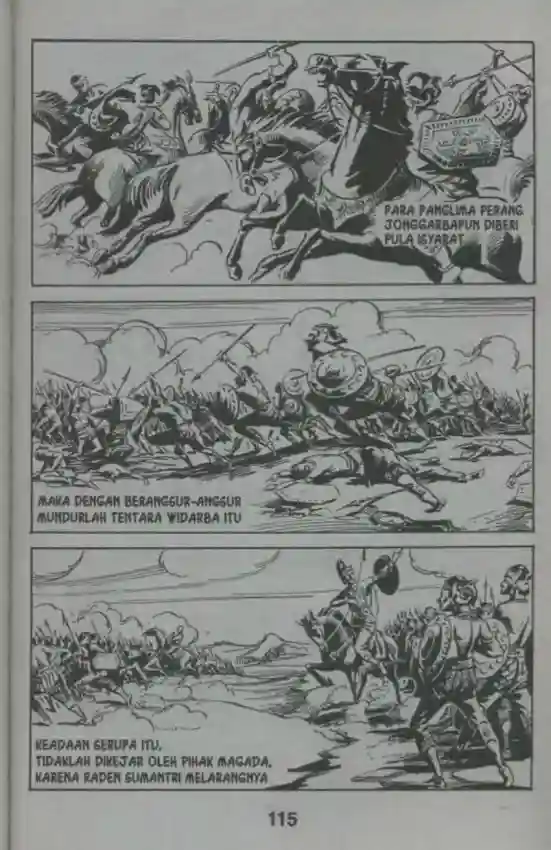 PARA PANGLIMA PERANG
JONGGARBAPUN DIBERI
PULA ISYARAT
MAKA DENGAN BERANGSUR-ANGSUR
MUNDURLAH TENTARA WIDARBA ITU
KEADAAN SERUPA ITU,
TIDAKLAH DIKEJAR OLEH PIHAK MAGADA,
KARENA RADEN SUMANTRI MELARANGNYA
115